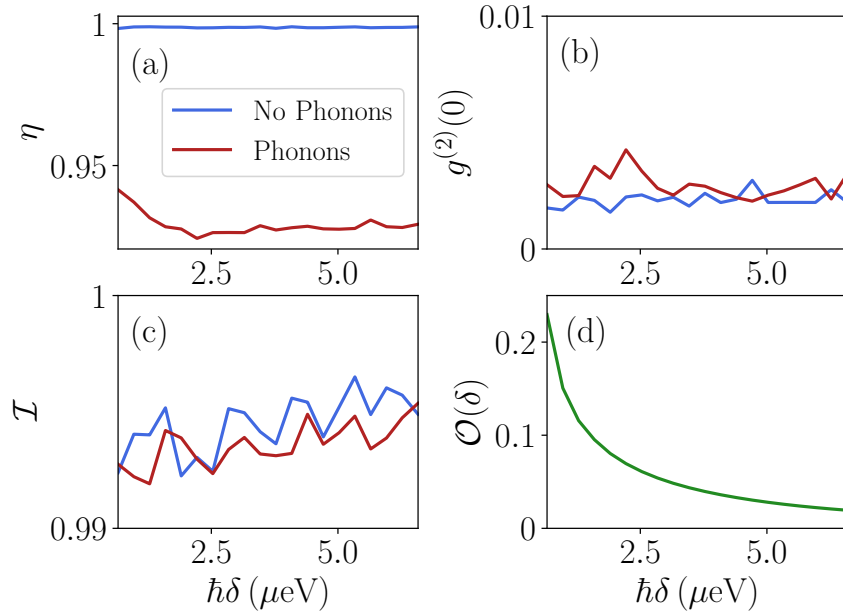 1
0.95
η
(a)
No Phonons
Phonons
2.5
5.0
0.01
0
g⁽²⁾(0)
(b)
2.5
5.0
1
0.99
ℐ
(c)
2.5
5.0
ℏδ (μeV)
0.2
0.1
0
𝒪(δ)
(d)
2.5
5.0
ℏδ (μeV)